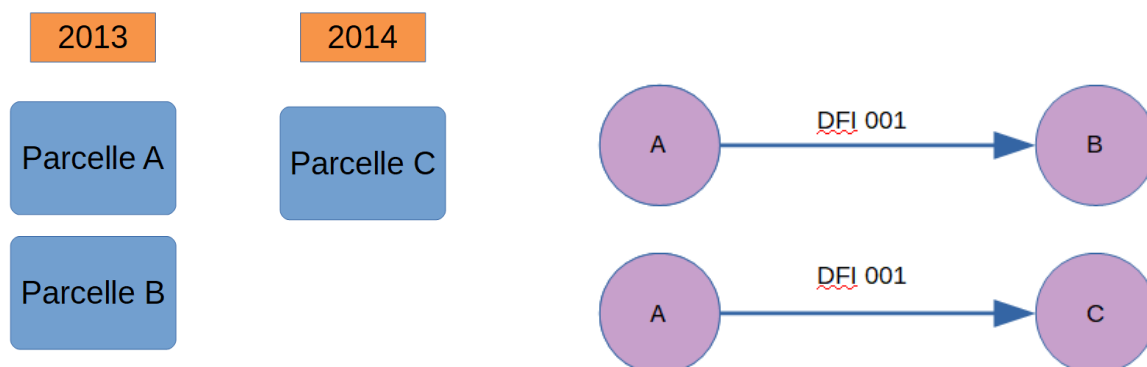 2013
2014
Parcelle A
Parcelle C
Parcelle B
A
DFI 001
B
A
DFI 001
C